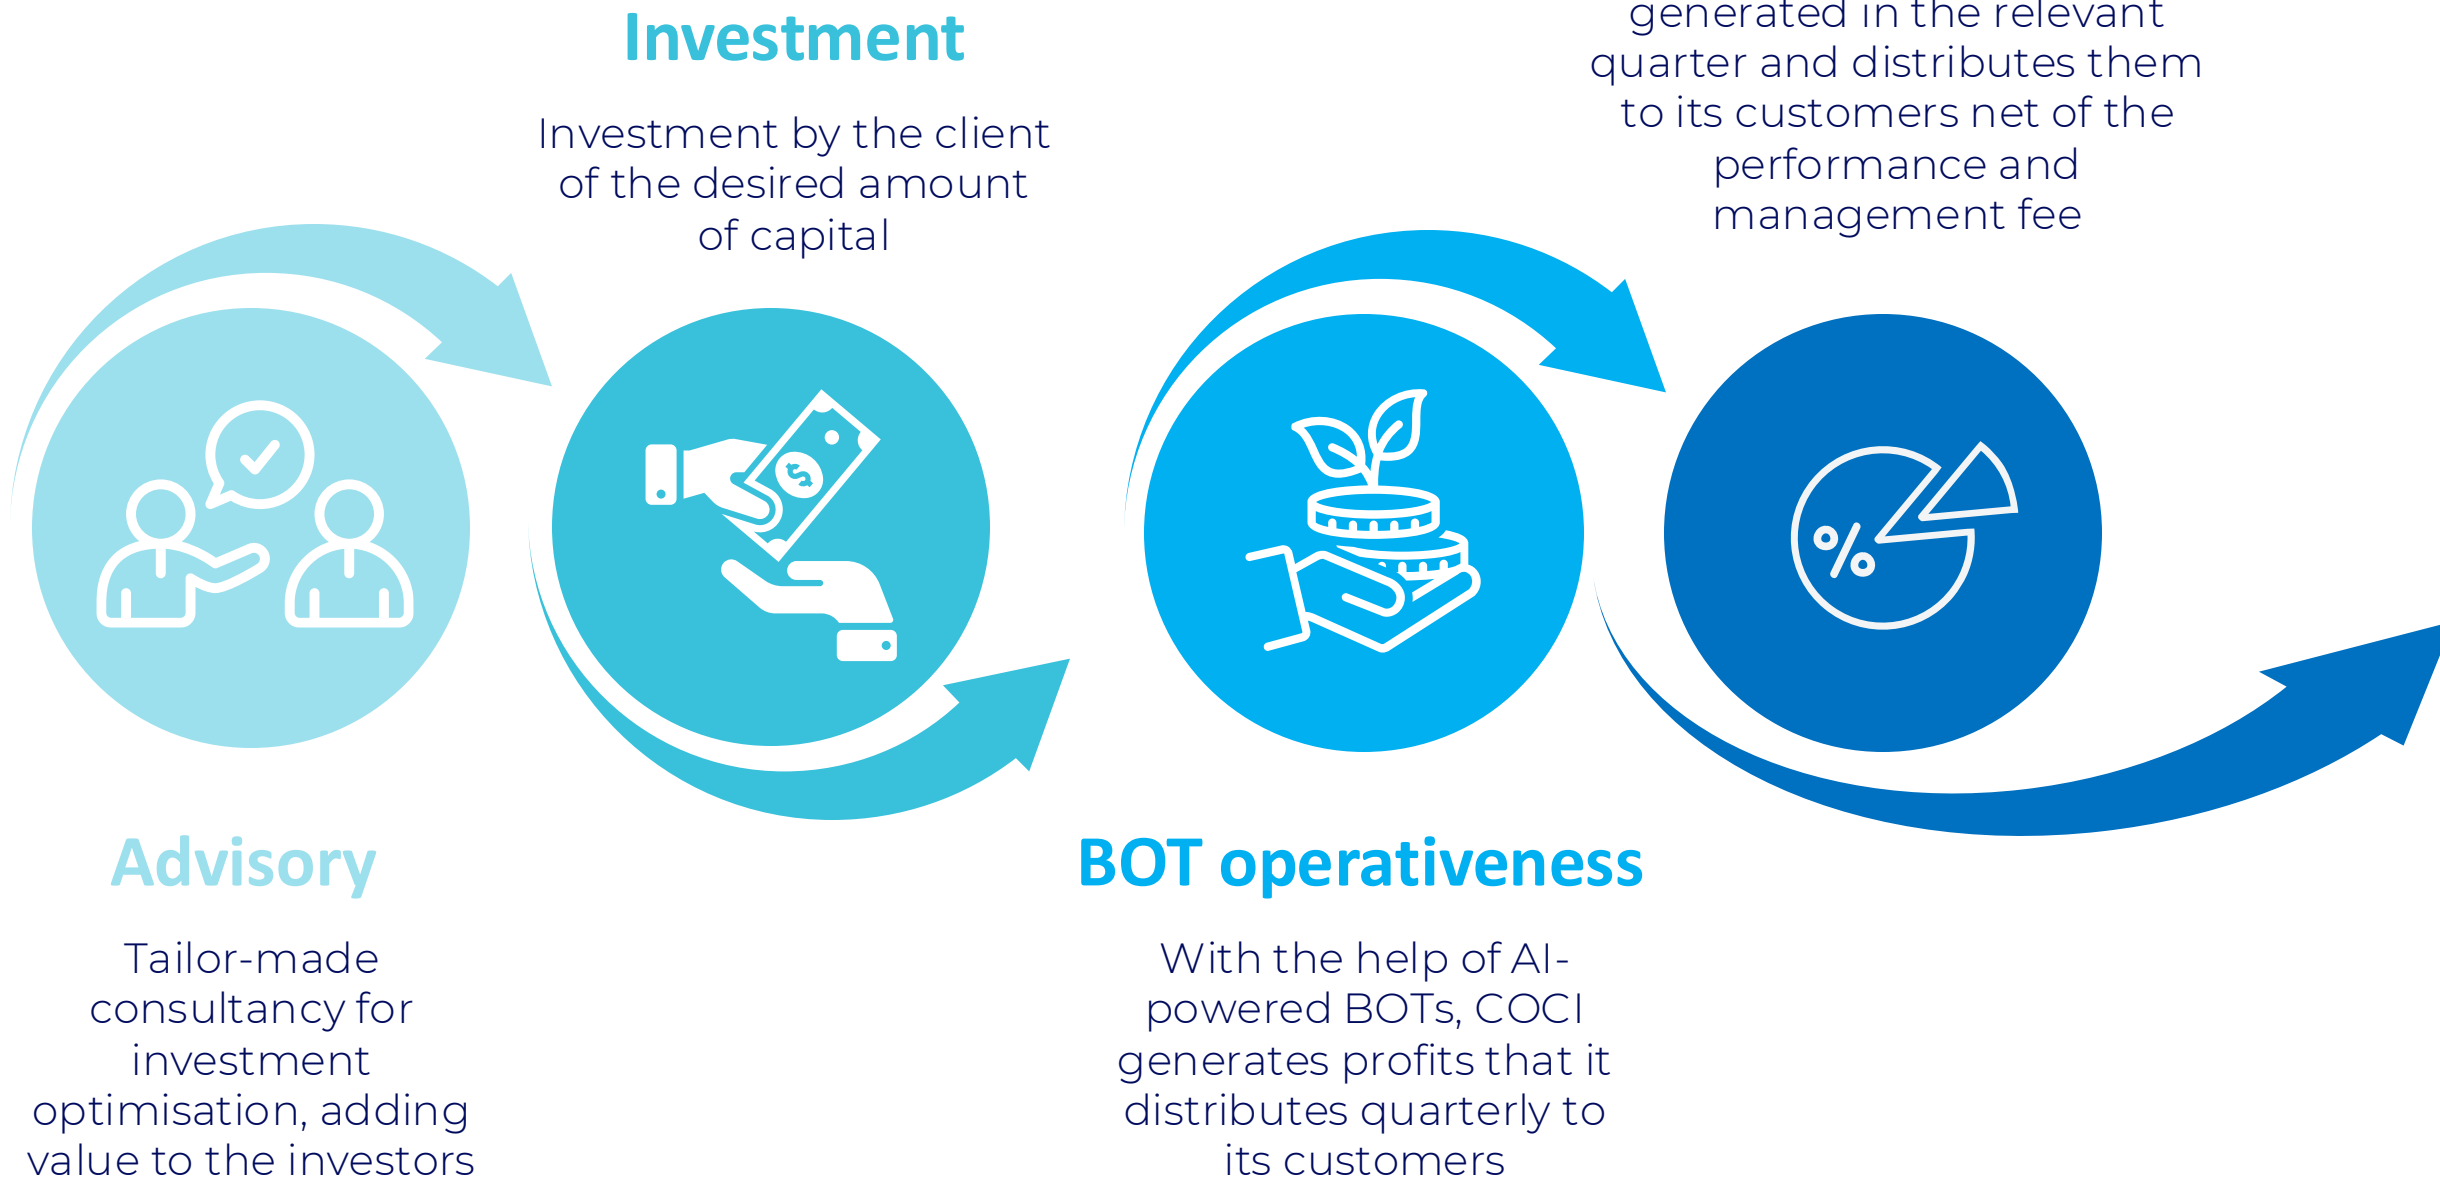 Investment
Investment by the client
of the desired amount
of capital
generated in the relevant
quarter and distributes them
to its customers net of the
performance and
management fee
$
%
Advisory
Tailor-made
consultancy for
investment
optimisation, adding
value to the investors
BOT operativeness
With the help of AI-
powered BOTs, COCI
generates profits that it
distributes quarterly to
its customers